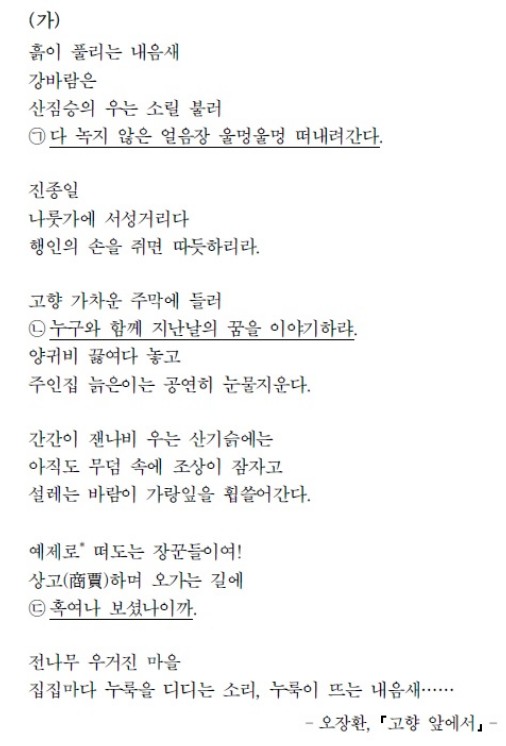 (가)
흙이 풀리는 내음새
강바람은
산짐승의 우는 소릴 불러
㉠ 다 녹지 않은 얼음장 울멍울멍 떠내려간다.
진종일
나룻가에 서성거리다
행인의 손을 쥐면 따듯하리라.
고향 가차운 주막에 들러
㉡ 누구와 함께 지난날의 꿈을 이야기하랴.
양귀비 끓여다 놓고
주인집 늙은이는 공연히 눈물지운다.
간간이 잰나비 우는 산기슭에는
아직도 무덤 속에 조상이 잠자고
설레는 바람이 가랑잎을 휩쓸어간다.
예제로* 떠도는 장꾼들이여!
상고(商賈)하며 오가는 길에
㉢ 혹여나 보셨나이까.
전나무 우거진 마을
집집마다 누룩을 디디는 소리, 누룩이 뜨는 내음새……
- 오장환, 「고향 앞에서」 -